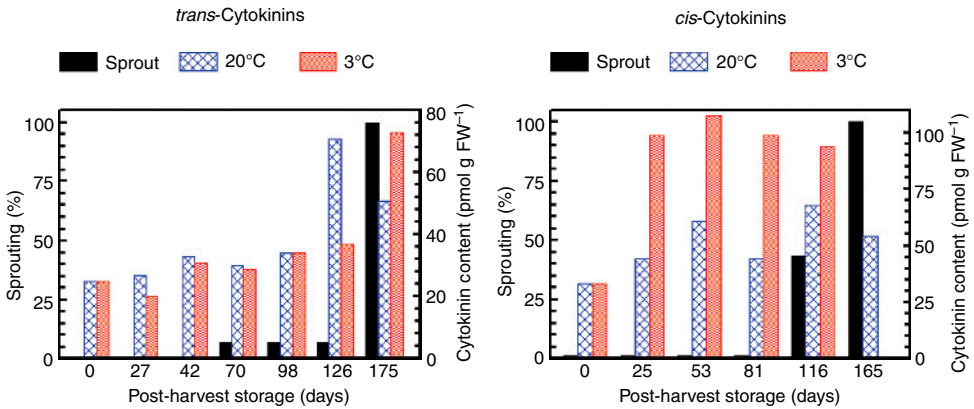 trans-Cytokinins
Sprout 20°C 3°C
100
75
50
25
0
Sprouting (%)
80
60
40
20
0
Cytokinin content (pmol g FW⁻¹)
0 27 42 70 98 126 175
Post-harvest storage (days)
cis-Cytokinins
Sprout 20°C 3°C
100
75
50
25
0
Sprouting (%)
100
75
50
25
0
Cytokinin content (pmol g FW⁻¹)
0 25 53 81 116 165
Post-harvest storage (days)